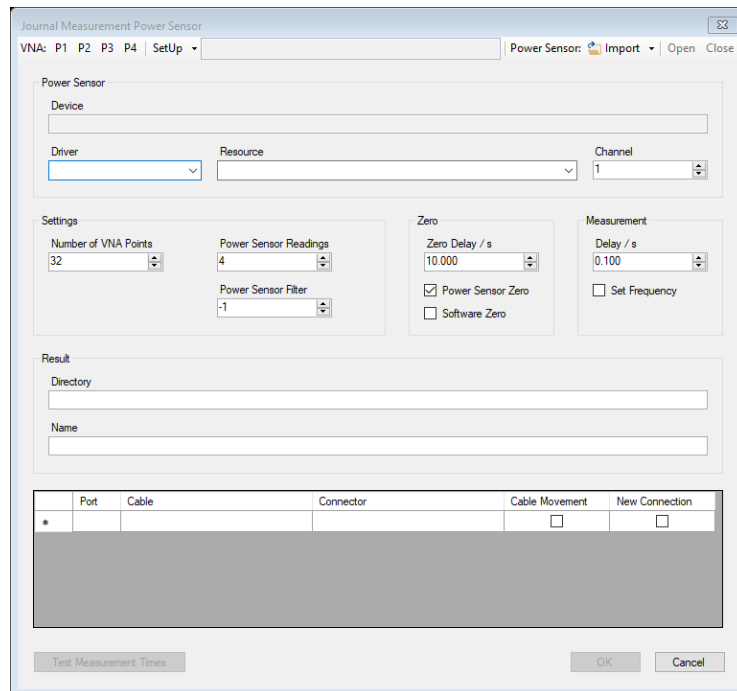 Journal Measurement Power Sensor
VNA: P1 P2 P3 P4 SetUp Power Sensor: Import Open Close
Power Sensor
Device
Driver Resource Channel
1
Settings Zero Measurement
Number of VNA Points Power Sensor Readings Zero Delay / s Delay / s
32 4 10.000 0.100
Power Sensor Filter Power Sensor Zero Set Frequency
-1 Software Zero
Result
Directory
Name
Port Cable Connector Cable Movement New Connection
*
Test Measurement Times OK Cancel